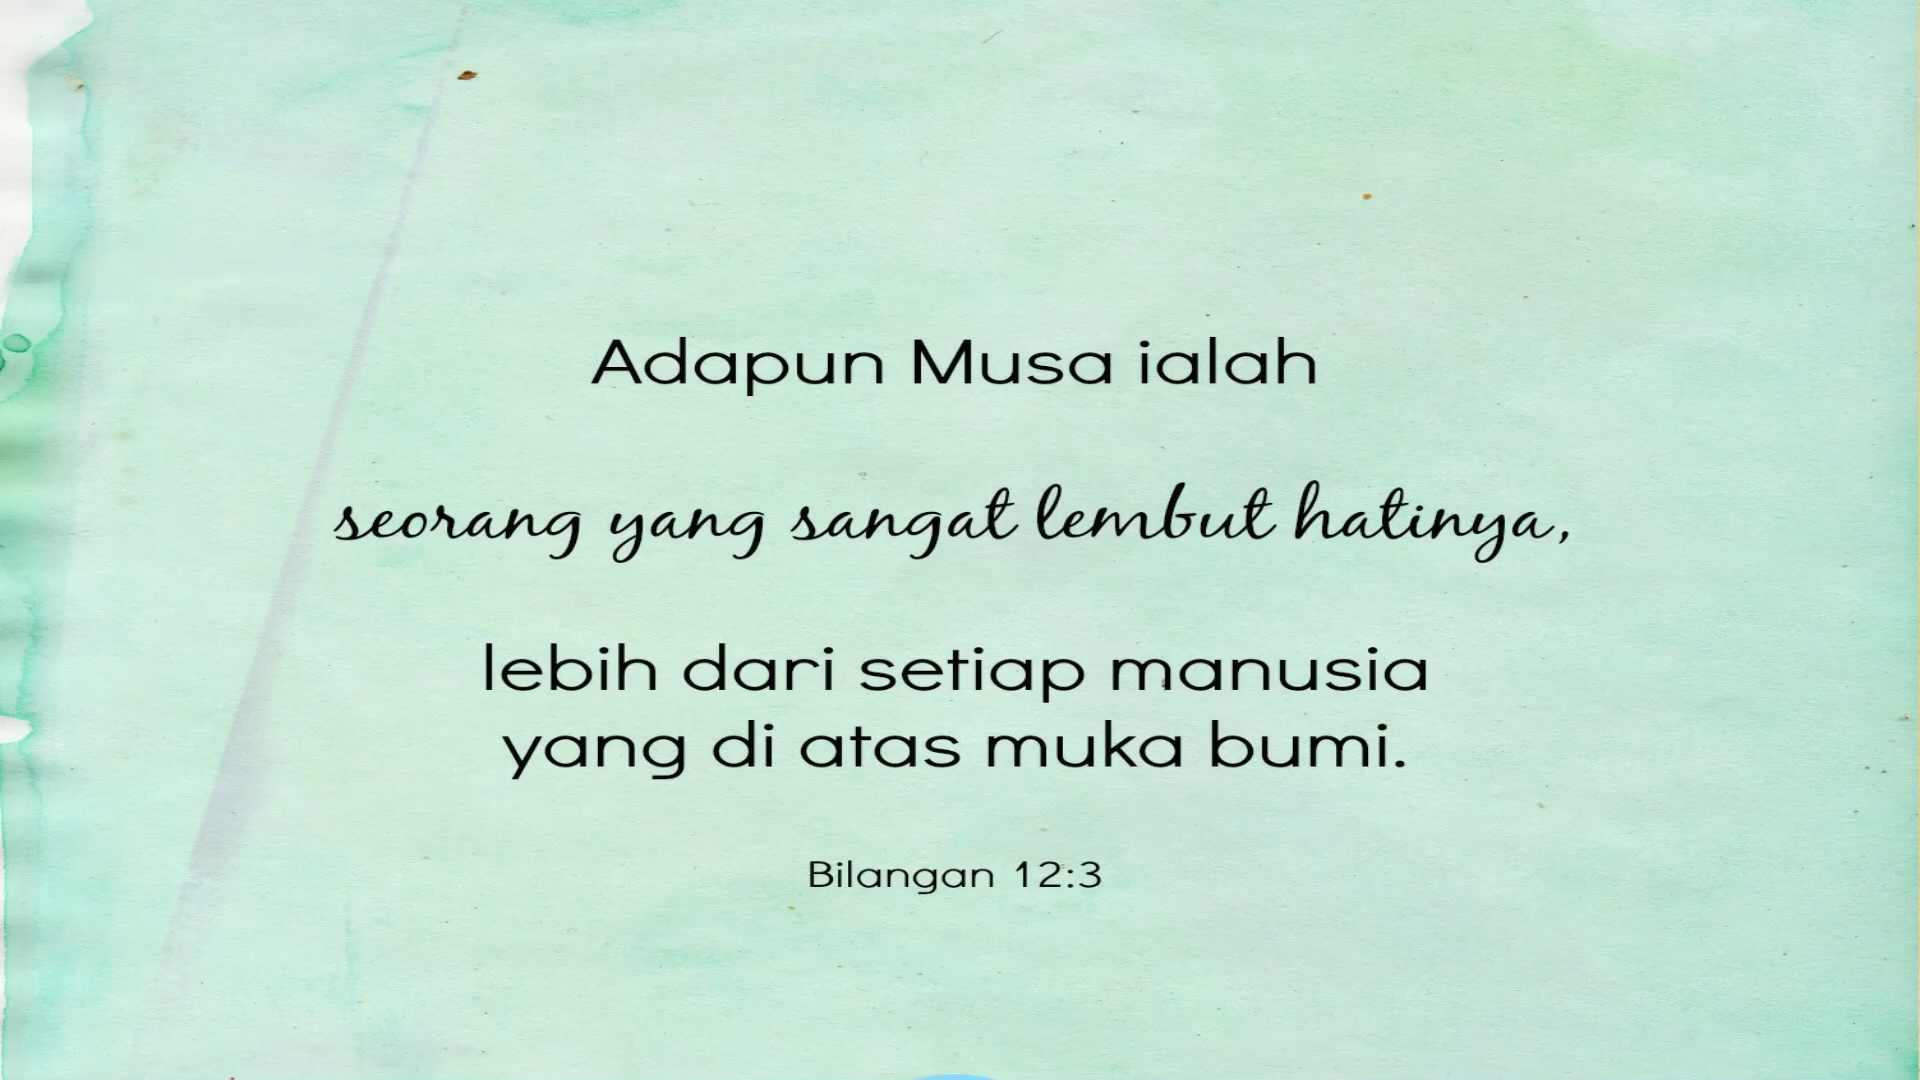 Adapun Musa ialah
seorang yang sangat lembut hatinya,
lebih dari setiap manusia
yang di atas muka bumi.
Bilangan 12:3